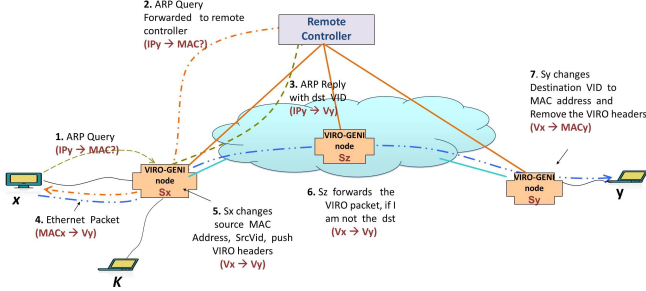 2. ARP Query
Forwarded to remote
controller
(IPy → MAC?)
Remote
Controller
3. ARP Reply
with dst VID
(IPy → Vy)
7. Sy changes
Destination VID to
MAC address and
Remove the VIRO headers
(Vx → MACy)
1. ARP Query
(IPy → MAC?)
VIRO-GENI
node
Sz
VIRO-GENI
node
Sx
VIRO-GENI
node
Sy
x
y
4. Ethernet Packet
(MACx → Vy)
5. Sx changes
source MAC
Address, SrcVid, push
VIRO headers
(Vx → Vy)
6. Sz forwards the
VIRO packet, if I
am not the dst
(Vx → Vy)
K